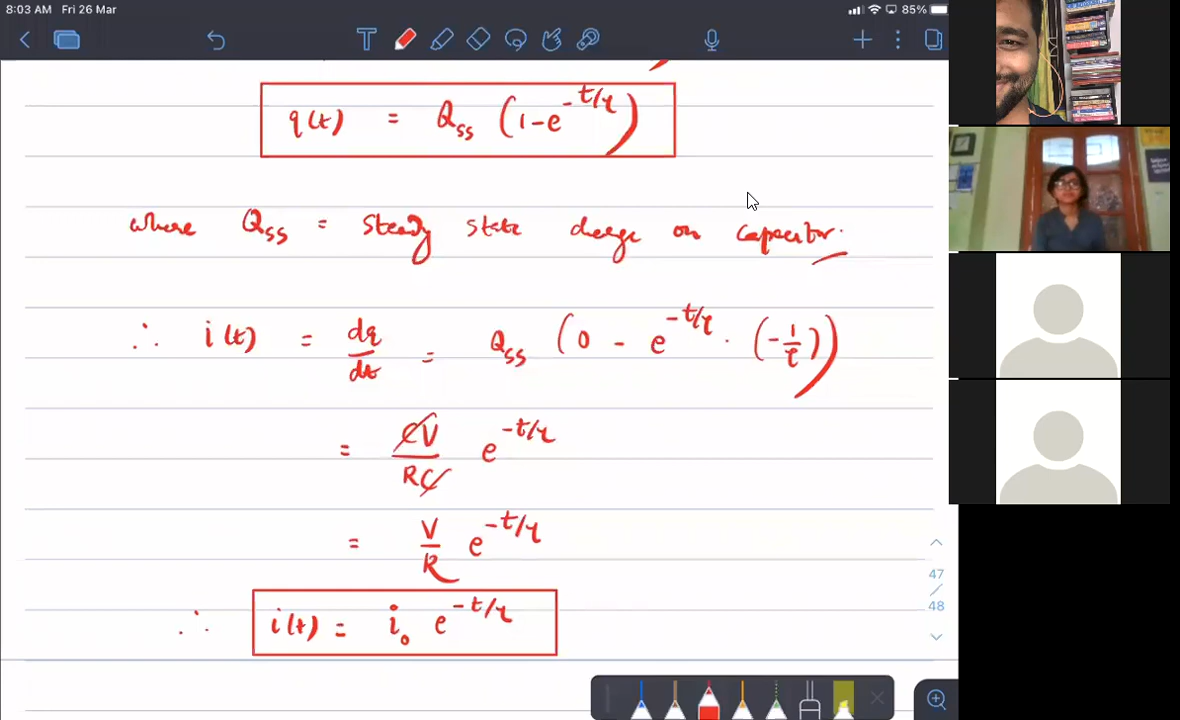 8:03 AM Fri 26 Mar 85%
q(t) = Qss (1-e^-t/τ)
where Qss = steady state charge on capacitor.
∴ i(t) = dq/dt = Qss (0 - e^-t/τ · (-1/τ))
= CV/RC e^-t/τ
= V/R e^-t/τ
∴ i(t) = i₀ e^-t/τ
47
/
48